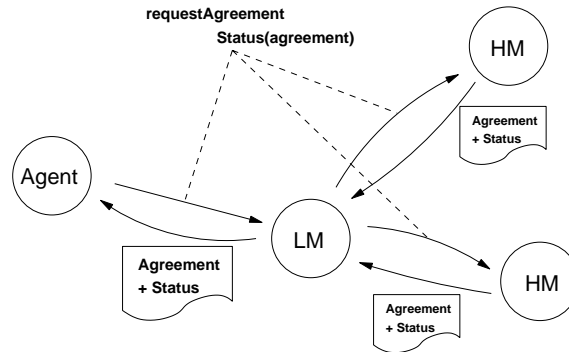 requestAgreement
Status(agreement)
HM
Agreement
+ Status
Agent
LM
Agreement
+ Status
HM
Agreement
+ Status